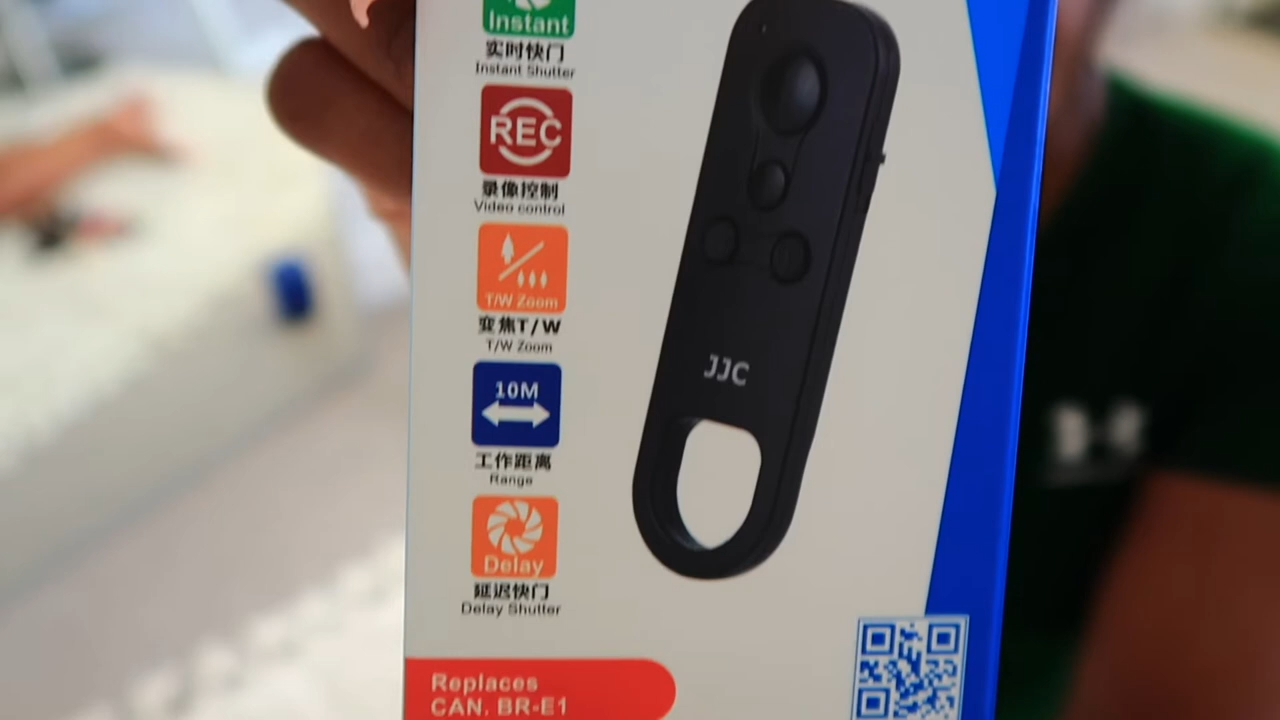 Instant
实时快门
Instant Shutter
REC
录像控制
Video control
T/W Zoom
变焦T/W
T/W Zoom
10M
工作距离
Range
Delay
延迟快门
Delay Shutter
JJC
Replaces
CAN. BR-E1